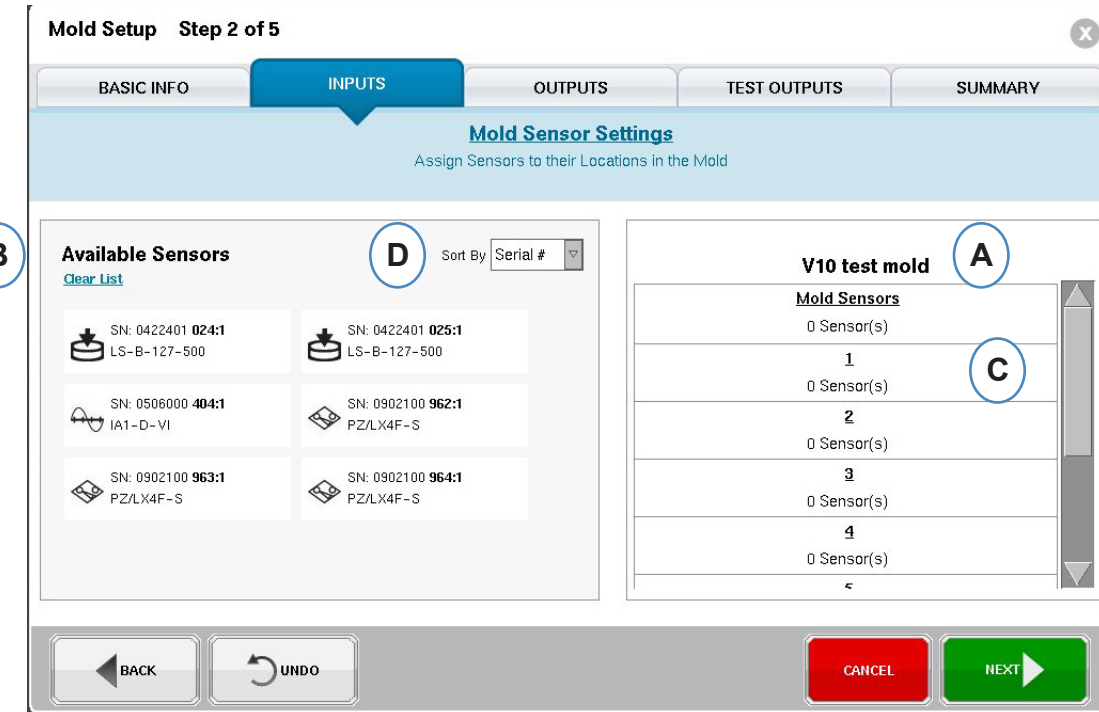 Mold Setup Step 2 of 5
X
BASIC INFO INPUTS OUTPUTS TEST OUTPUTS SUMMARY
Mold Sensor Settings
Assign Sensors to their Locations in the Mold
B
Available Sensors
Clear List
D
Sort By Serial #
SN: 0422401 024:1
LS-B-127-500
SN: 0422401 025:1
LS-B-127-500
SN: 0506000 404:1
IA1-D-VI
SN: 0902100 962:1
PZ/LX4F-S
SN: 0902100 963:1
PZ/LX4F-S
SN: 0902100 964:1
PZ/LX4F-S
V10 test mold
A
Mold Sensors
0 Sensor(s)
1
0 Sensor(s)
C
2
0 Sensor(s)
3
0 Sensor(s)
4
0 Sensor(s)
5
BACK
UNDO
CANCEL
NEXT